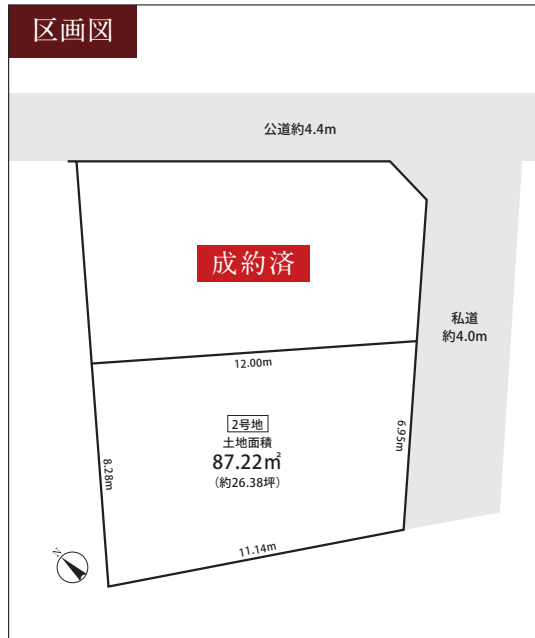 区画図
公道約4.4m
成約済
私道
約4.0m
12.00m
2号地
土地面積
87.22㎡
(約26.38坪)
6.95m
8.28m
11.14m
N